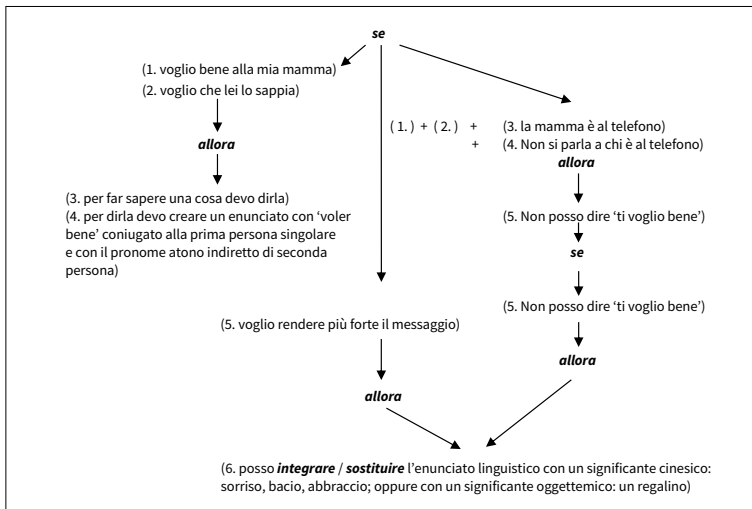 se
(1. voglio bene alla mia mamma)
(2. voglio che lei lo sappia)
allora
(3. per far sapere una cosa devo dirla)
(4. per dirla devo creare un enunciato con ‘voler
bene’ coniugato alla prima persona singolare
e con il pronome atono indiretto di seconda
persona)
(5. voglio rendere più forte il messaggio)
allora
( 1. ) + ( 2. ) + (3. la mamma è al telefono)
+ (4. Non si parla a chi è al telefono)
allora
(5. Non posso dire ‘ti voglio bene’)
se
(5. Non posso dire ‘ti voglio bene’)
allora
(6. posso integrare / sostituire l’enunciato linguistico con un significante cinesico:
sorriso, bacio, abbraccio; oppure con un significante oggettemico: un regalino)